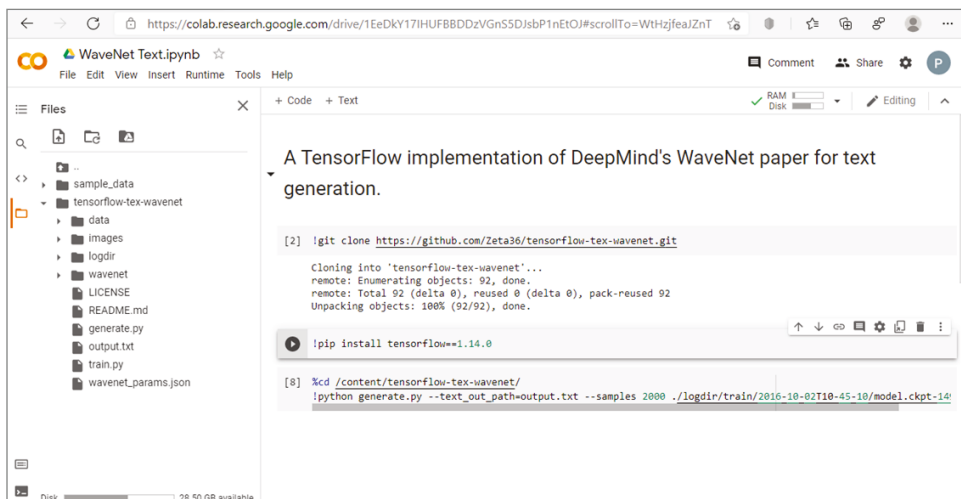 https://colab.research.google.com/drive/1EeDkY17IHUFBBDDzVGnS5DJsbP1nEtOJ#scrollTo=WtHzjfeaJZnT
CO
WaveNet Text.ipynb
File Edit View Insert Runtime Tools Help
Comment
Share
P
Files
+ Code + Text
RAM
Disk
Editing
..
sample_data
tensorflow-tex-wavenet
data
images
logdir
wavenet
LICENSE
README.md
generate.py
output.txt
train.py
wavenet_params.json
A TensorFlow implementation of DeepMind's WaveNet paper for text
generation.
[2] !git clone https://github.com/Zeta36/tensorflow-tex-wavenet.git
Cloning into 'tensorflow-tex-wavenet'...
remote: Enumerating objects: 92, done.
remote: Total 92 (delta 0), reused 0 (delta 0), pack-reused 92
Unpacking objects: 100% (92/92), done.
!pip install tensorflow==1.14.0
[8] %cd /content/tensorflow-tex-wavenet/
!python generate.py --text_out_path=output.txt --samples 2000 ./logdir/train/2016-10-02T10-45-10/model.ckpt-149
Disk 28.50 GB available